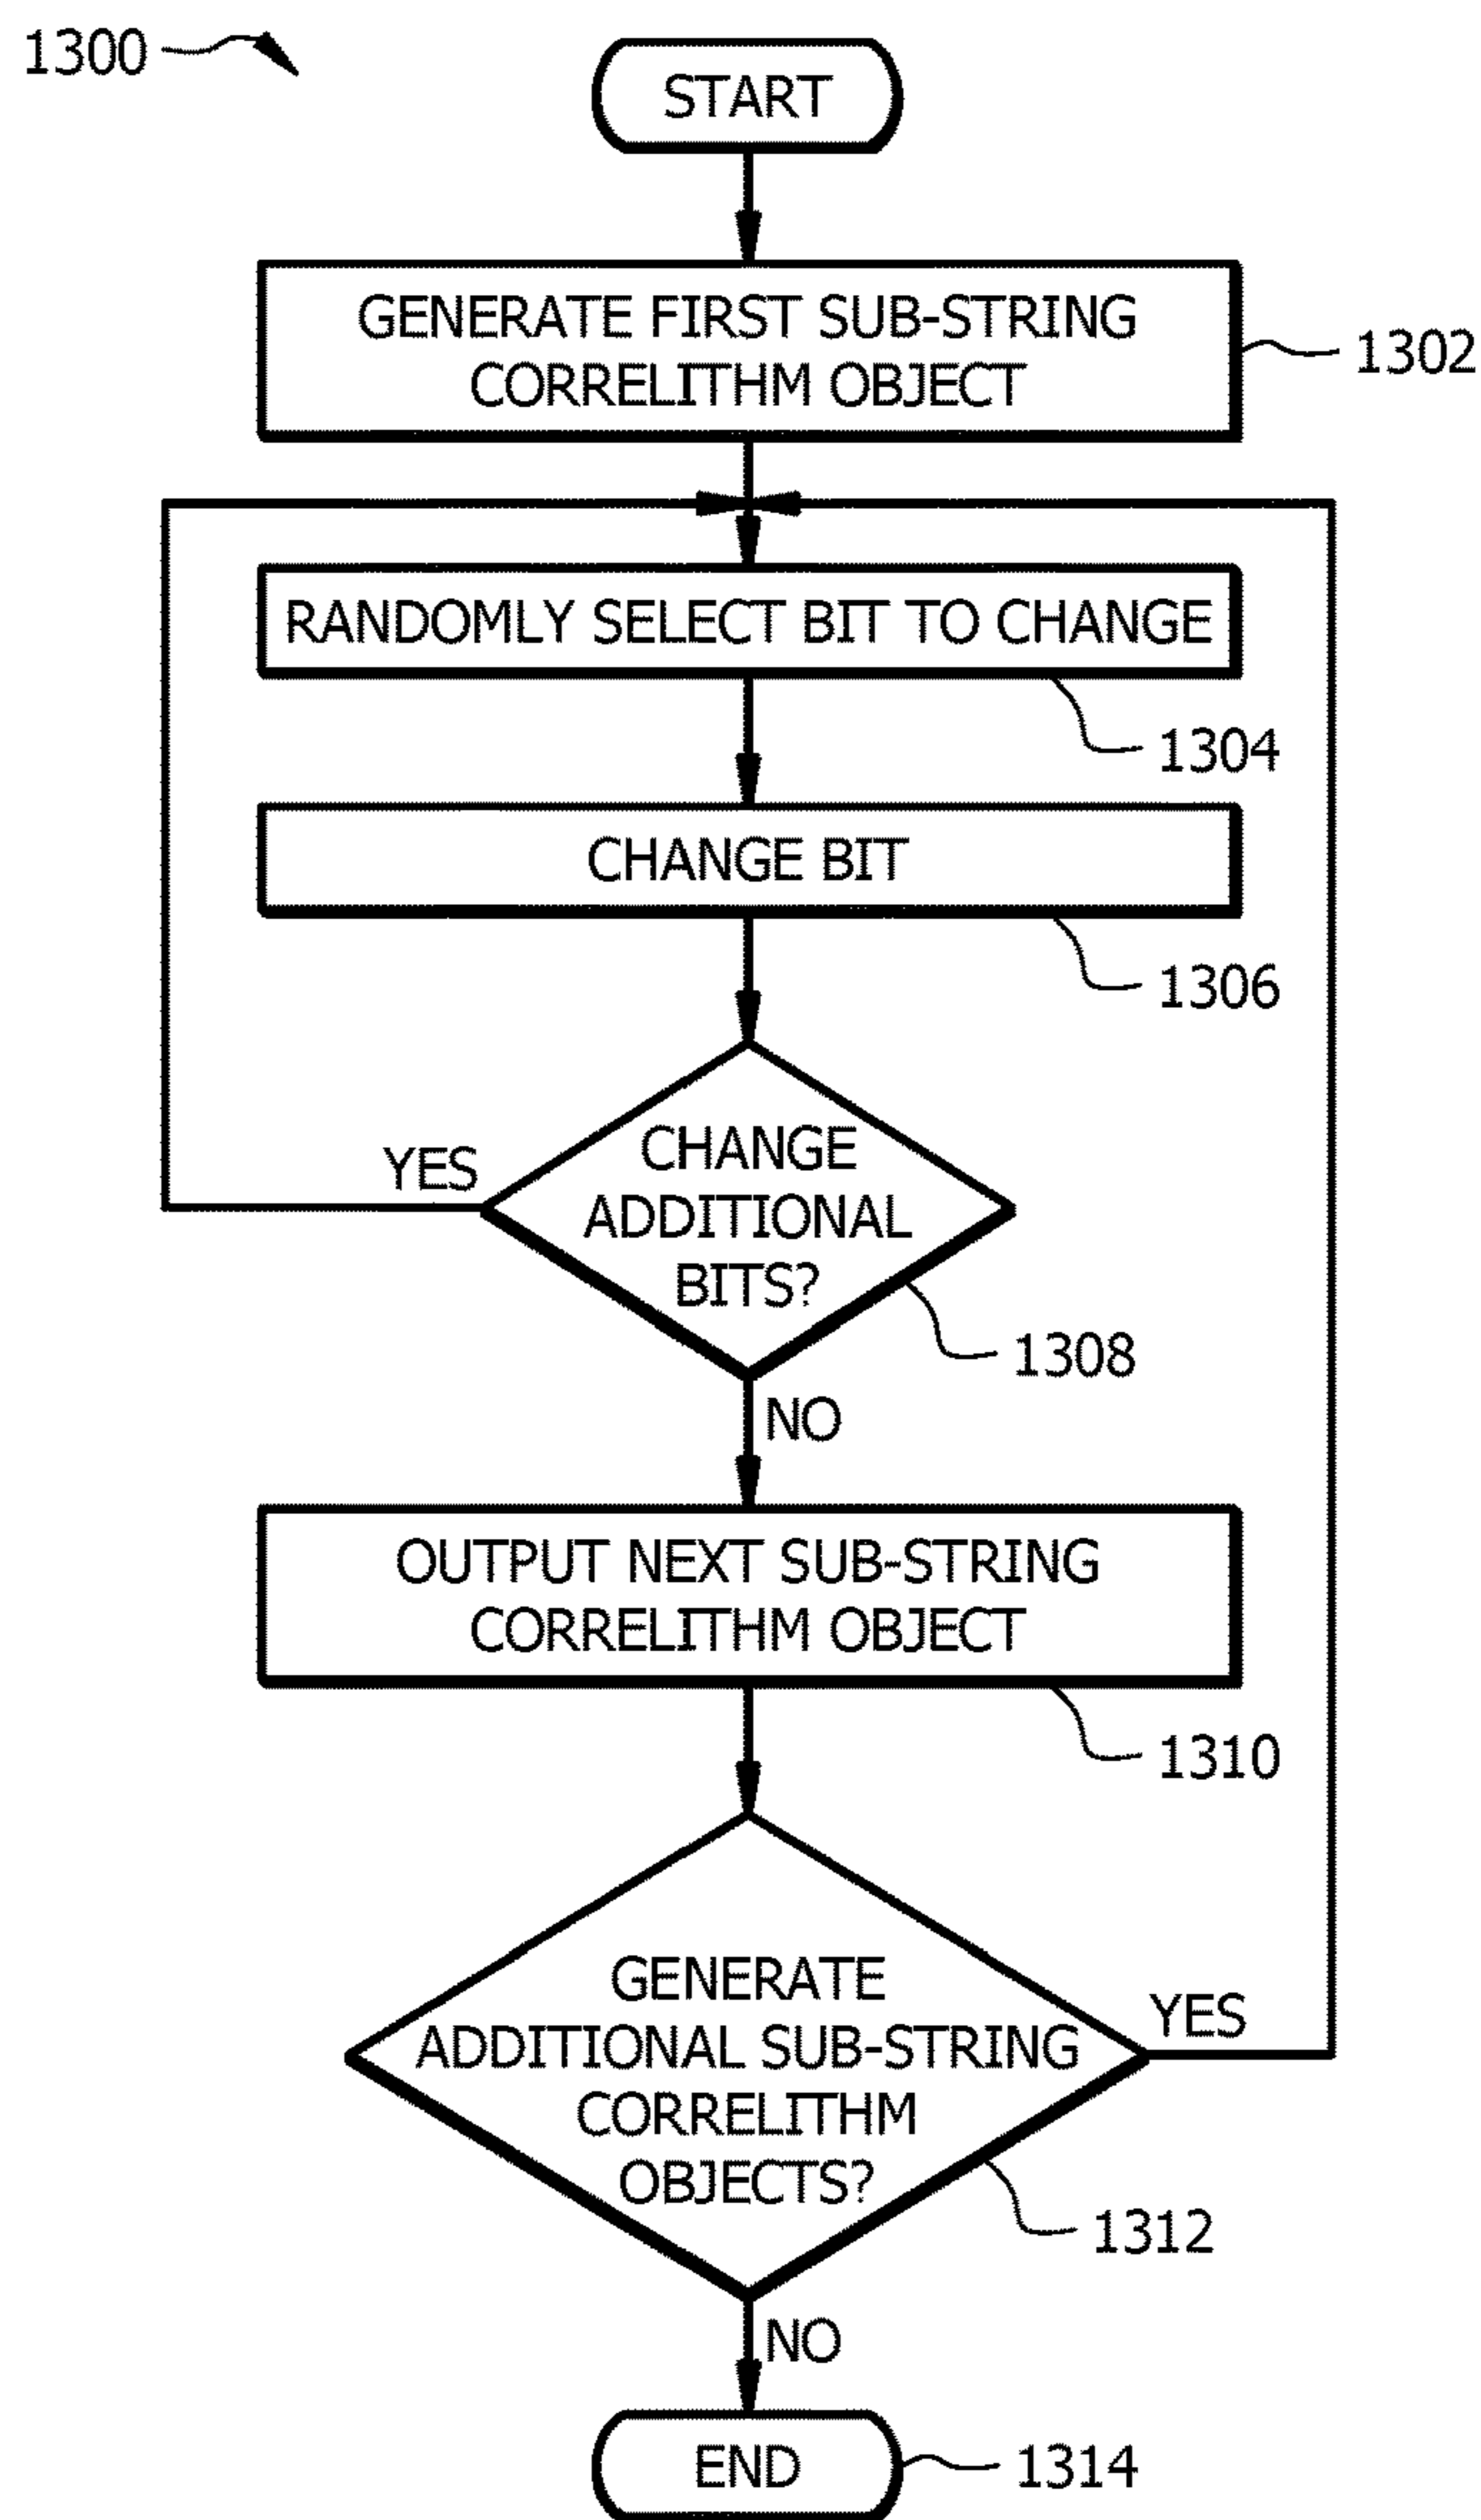 1300
START
GENERATE FIRST SUB-STRING
CORRELITHM OBJECT
1302
RANDOMLY SELECT BIT TO CHANGE
1304
CHANGE BIT
1306
CHANGE
ADDITIONAL
BITS?
YES
1308
NO
OUTPUT NEXT SUB-STRING
CORRELITHM OBJECT
1310
GENERATE
ADDITIONAL SUB-STRING
CORRELITHM
OBJECTS?
YES
1312
NO
END
1314